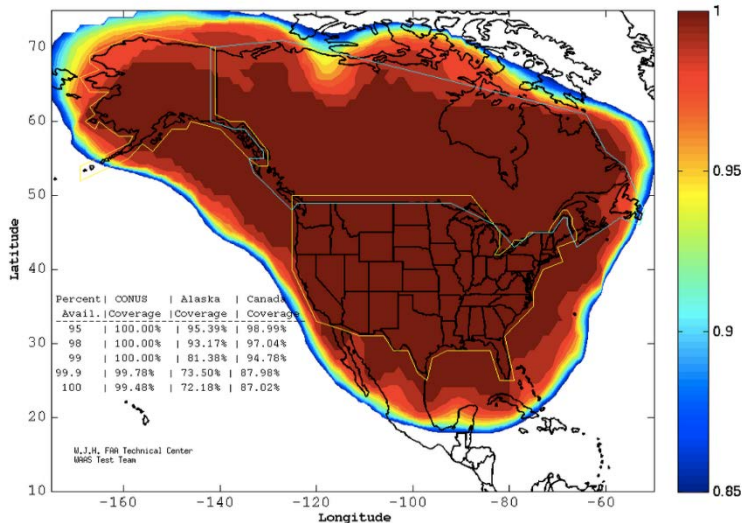 70
60
50
40
30
20
10
Latitude
-160
-140
-120
-100
-80
-60
Longitude
Percent| CONUS | Alaska | Canada
Avail.|Coverage |Coverage | Coverage
95 |100.00% | 95.39% | 98.99%
98 |100.00% | 93.17% | 97.04%
99 |100.00% | 81.38% | 94.78%
99.9 | 99.78% | 73.50% | 87.98%
100 | 99.48% | 72.18% | 87.02%
W.J.H. FAA Technical Center
WAAS Test Team
1
0.95
0.9
0.85